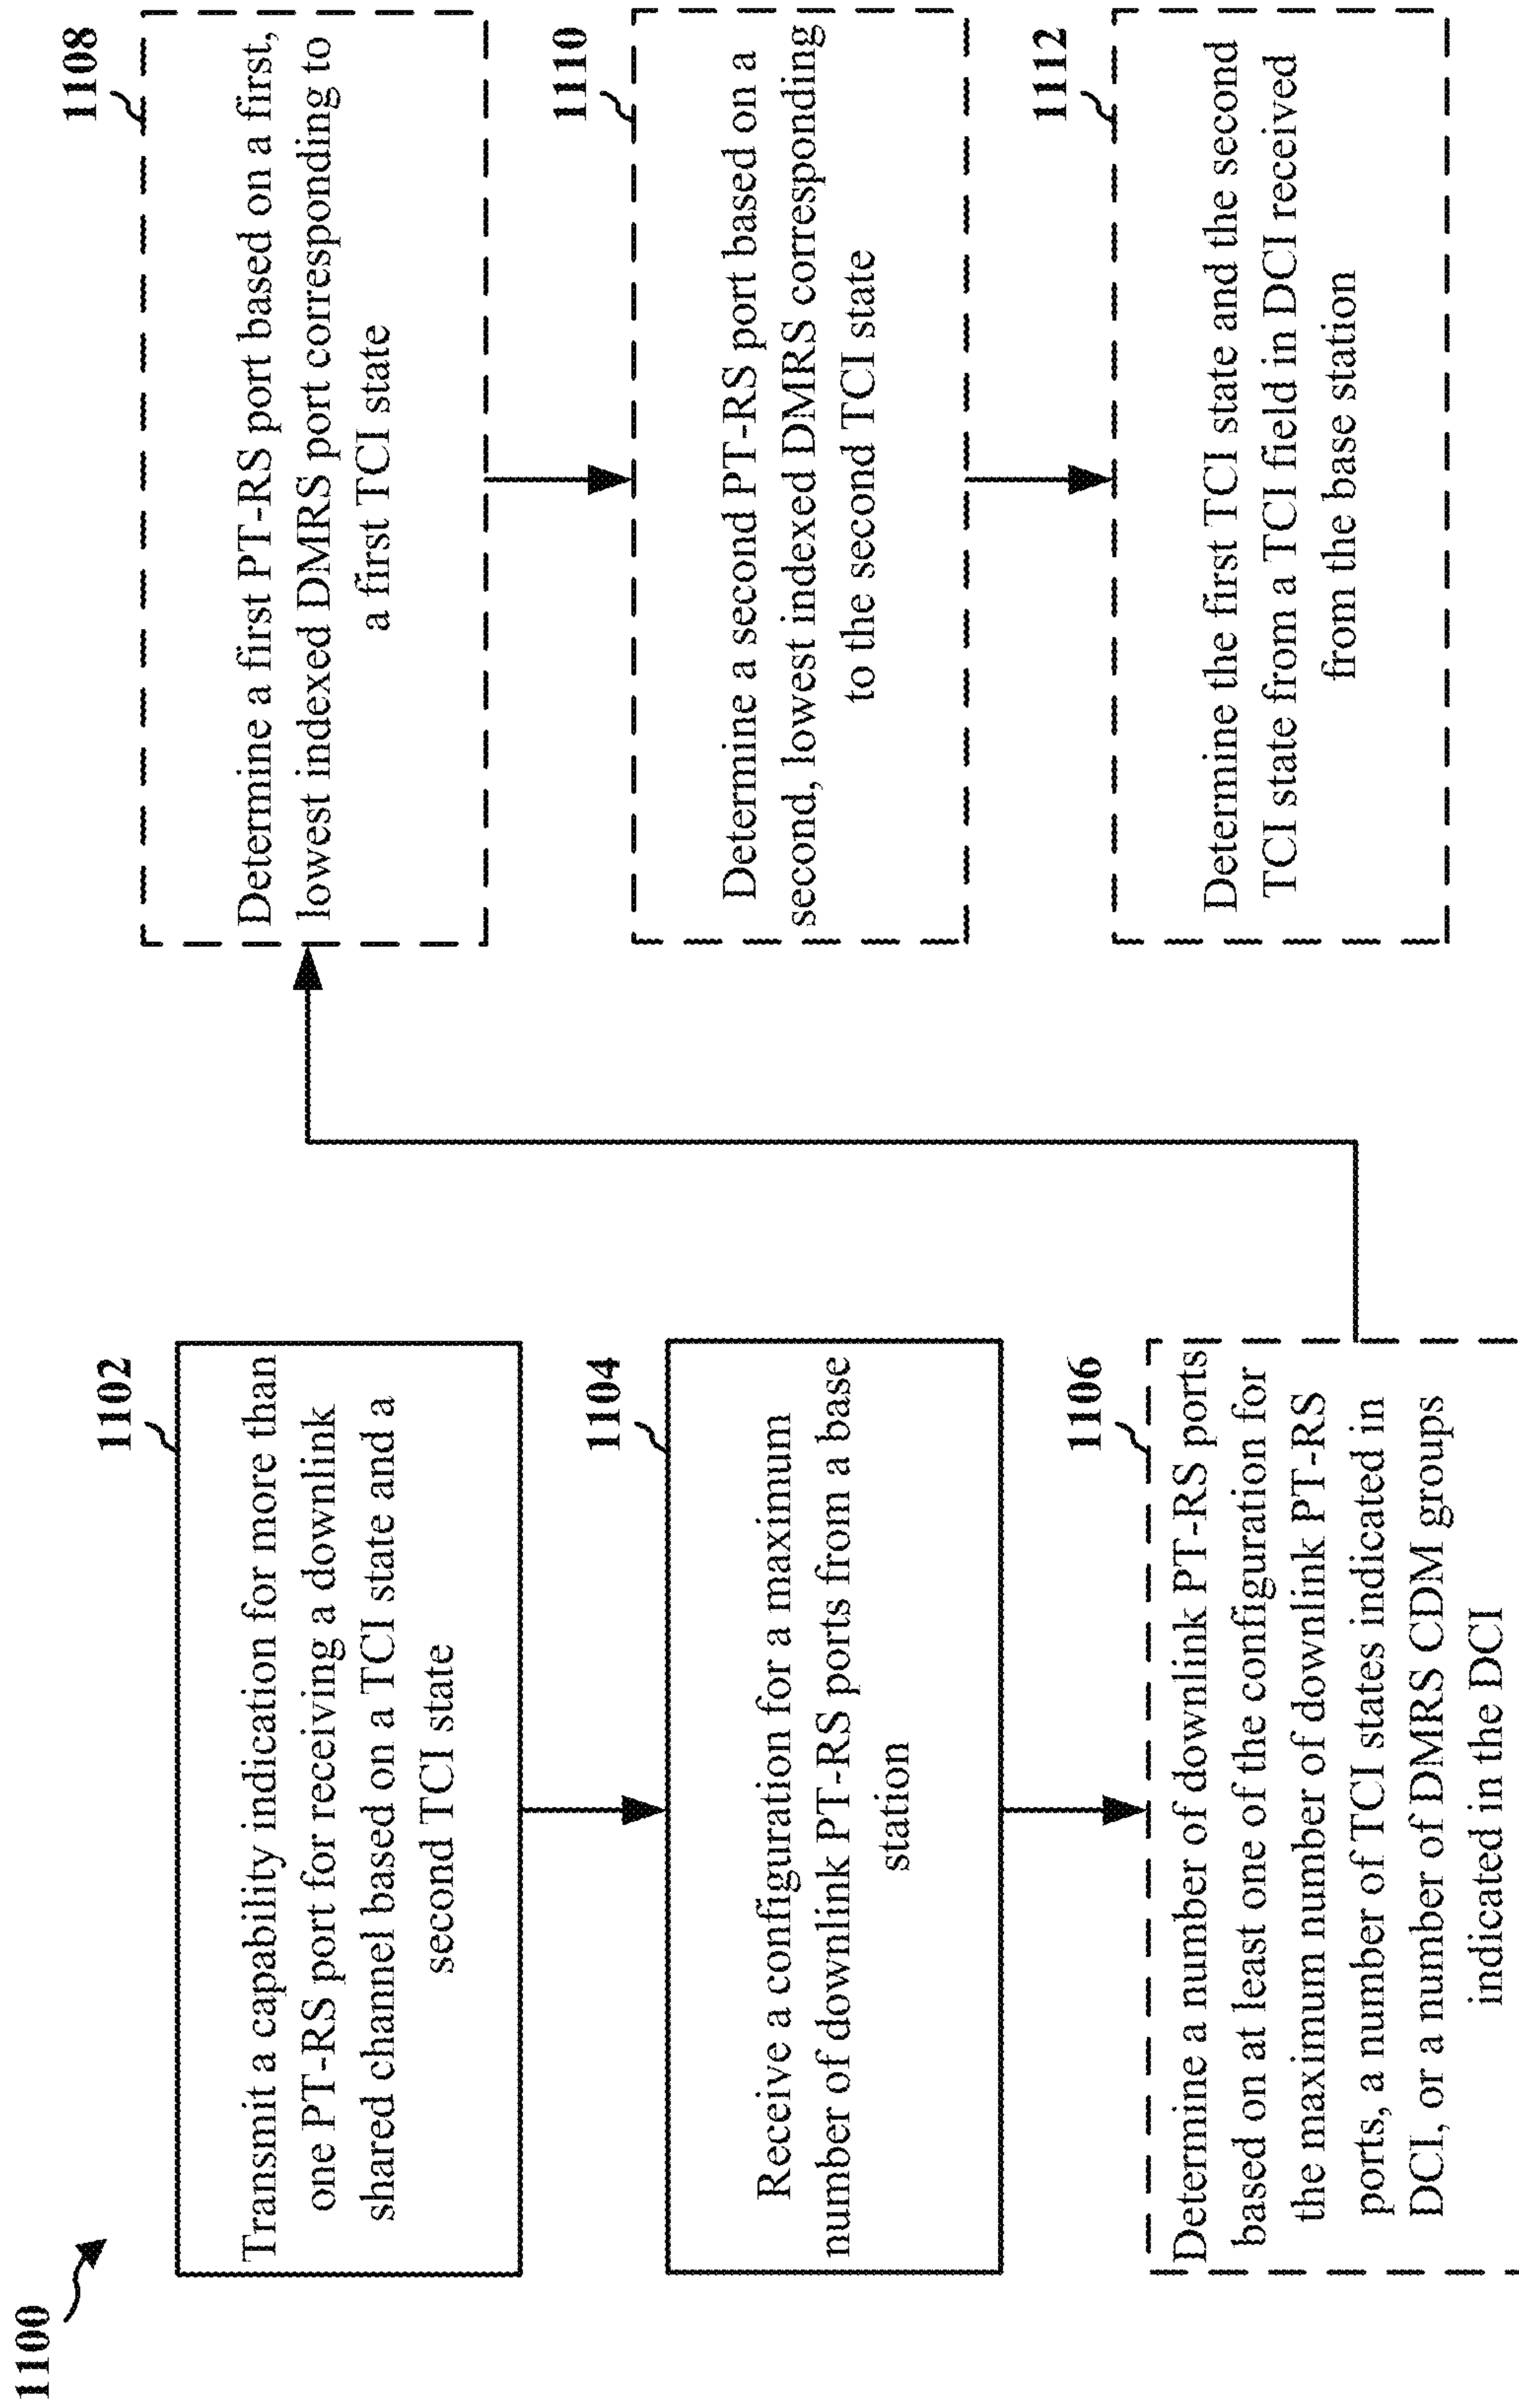 1100
1102
Transmit a capability indication for more than
one PT-RS port for receiving a downlink
shared channel based on a TCI state and a
second TCI state
1104
Receive a configuration for a maximum
number of downlink PT-RS ports from a base
station
1106
Determine a number of downlink PT-RS ports
based on at least one of the configuration for
the maximum number of downlink PT-RS
ports, a number of TCI states indicated in
DCI, or a number of DMRS CDM groups
indicated in the DCI
1108
Determine a first PT-RS port based on a first,
lowest indexed DMRS port corresponding to
a first TCI state
1110
Determine a second PT-RS port based on a
second, lowest indexed DMRS corresponding
to the second TCI state
1112
Determine the first TCI state and the second
TCI state from a TCI field in DCI received
from the base station